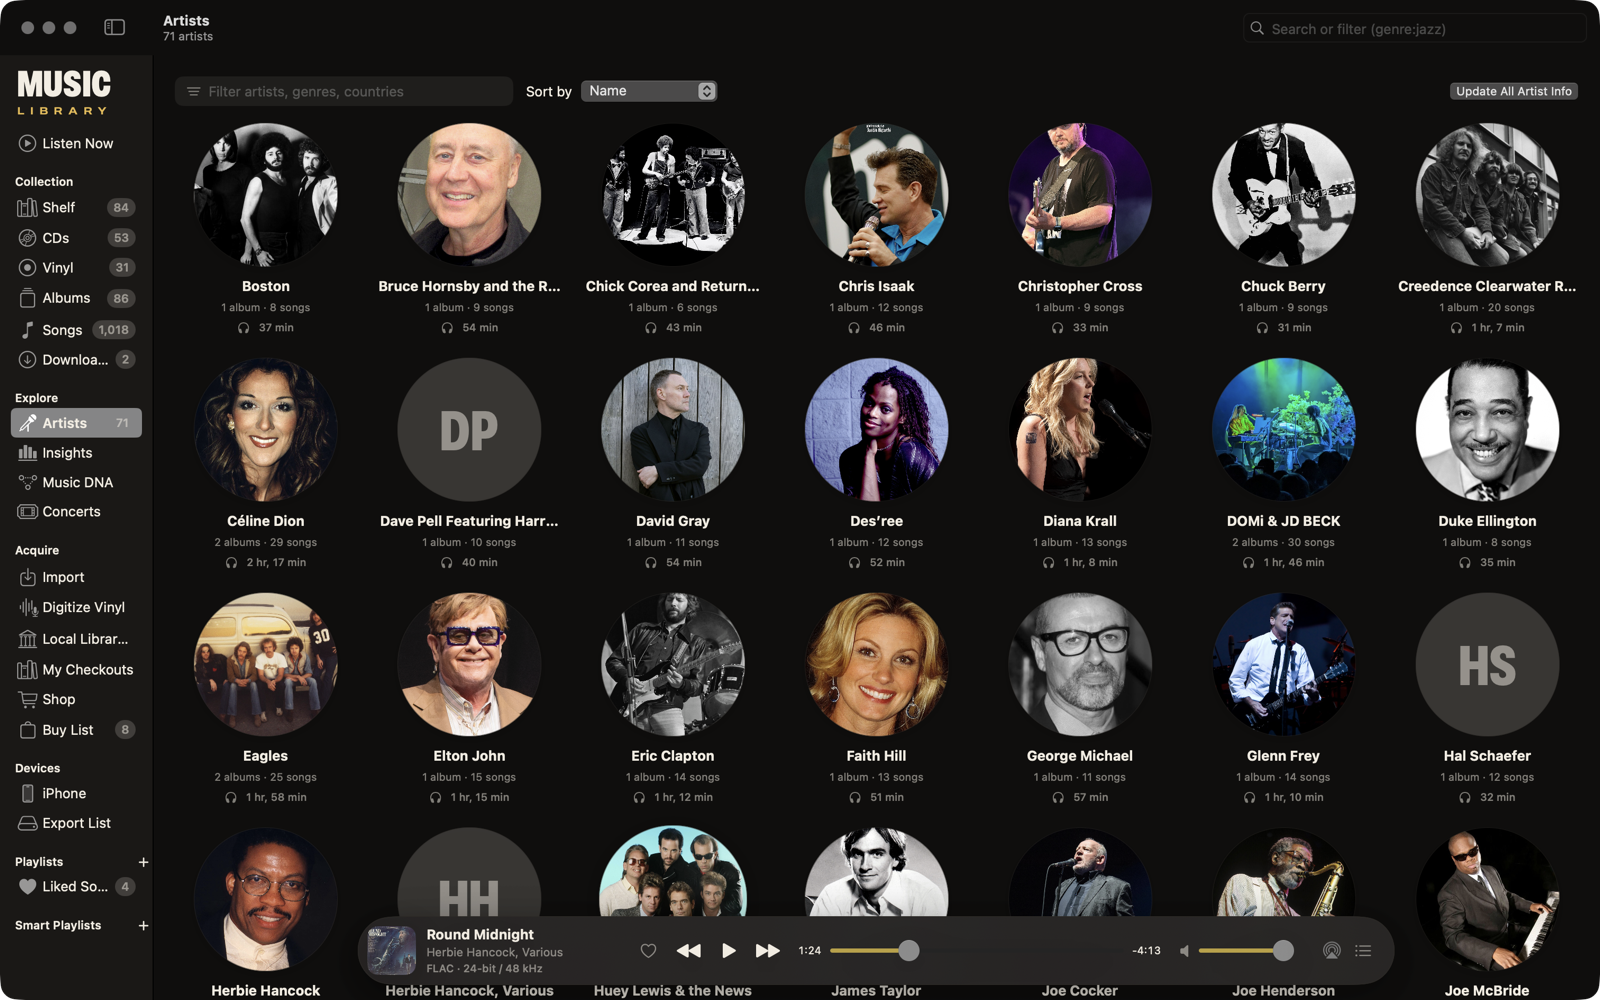 Artists
71 artists
Search or filter (genre:jazz)
MUSIC
LIBRARY
Listen Now
Collection
Shelf 84
CDs 53
Vinyl 31
Albums 86
Songs 1,018
Downloa... 2
Explore
Artists 71
Insights
Music DNA
Concerts
Acquire
Import
Digitize Vinyl
Local Librar...
My Checkouts
Shop
Buy List 8
Devices
iPhone
Export List
Playlists +
Liked So... 4
Smart Playlists +
Filter artists, genres, countries
Sort by Name
Update All Artist Info
Boston
1 album · 8 songs
37 min
Bruce Hornsby and the R...
1 album · 9 songs
54 min
Chick Corea and Return...
1 album · 6 songs
43 min
Chris Isaak
1 album · 12 songs
46 min
Christopher Cross
1 album · 9 songs
33 min
Chuck Berry
1 album · 9 songs
31 min
Creedence Clearwater R...
1 album · 20 songs
1 hr, 7 min
Céline Dion
2 albums · 29 songs
2 hr, 17 min
DP
Dave Pell Featuring Harr...
1 album · 10 songs
40 min
David Gray
1 album · 11 songs
54 min
Des’ree
1 album · 12 songs
52 min
Diana Krall
1 album · 13 songs
1 hr, 8 min
DOMi & JD BECK
2 albums · 30 songs
1 hr, 46 min
Duke Ellington
1 album · 8 songs
35 min
30
Eagles
2 albums · 25 songs
1 hr, 58 min
Elton John
1 album · 15 songs
1 hr, 15 min
Eric Clapton
1 album · 14 songs
1 hr, 12 min
Faith Hill
1 album · 13 songs
51 min
George Michael
1 album · 11 songs
57 min
Glenn Frey
1 album · 14 songs
1 hr, 10 min
HS
Hal Schaefer
1 album · 12 songs
32 min
Herbie Hancock
HH
Herbie Hancock, Various
Huey Lewis & the News
James Taylor
Joe Cocker
Joe Henderson
Joe McBride
Round Midnight
Herbie Hancock, Various
FLAC · 24-bit / 48 kHz
1:24
-4:13